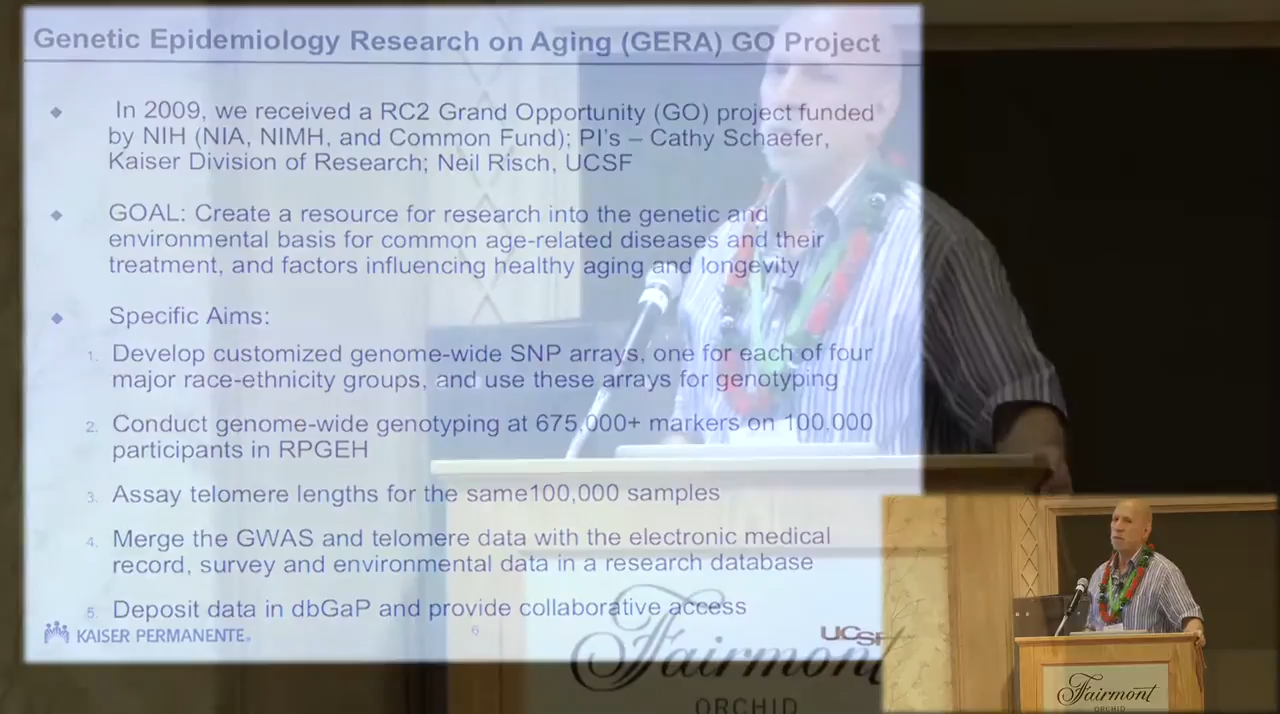 Genetic Epidemiology Research on Aging (GERA) GO Project
In 2009, we received a RC2 Grand Opportunity (GO) project funded
by NIH (NIA, NIMH, and Common Fund); PI's – Cathy Schaefer,
Kaiser Division of Research; Neil Risch, UCSF
GOAL: Create a resource for research into the genetic and
environmental basis for common age-related diseases and their
treatment, and factors influencing healthy aging and longevity
Specific Aims:
1. Develop customized genome-wide SNP arrays, one for each of four
major race-ethnicity groups, and use these arrays for genotyping
2. Conduct genome-wide genotyping at 675,000+ markers on 100,000
participants in RPGEH
3. Assay telomere lengths for the same100,000 samples
4. Merge the GWAS and telomere data with the electronic medical
record, survey and environmental data in a research database
5. Deposit data in dbGaP and provide collaborative access
KAISER PERMANENTE®
6
UCSF
Fairmont
ORCHID
Fairmont
ORCHID